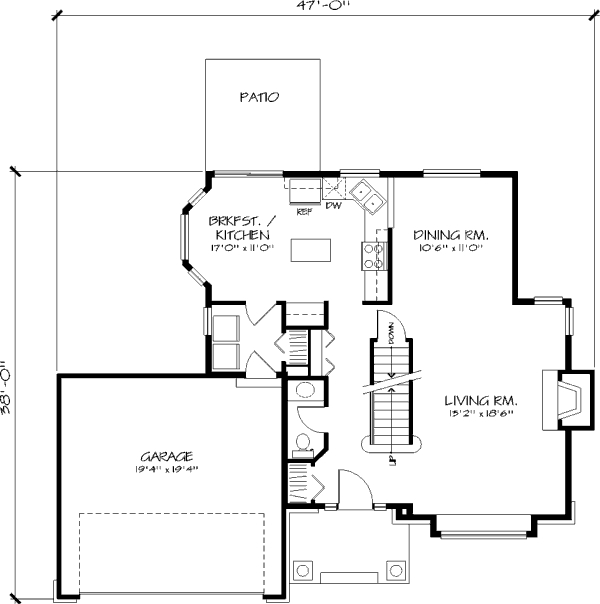 47'-0"
PATIO
REF
DW
BRKFST. /
KITCHEN
17'0" x 11'0"
DINING RM.
10'6" x 11'0"
DOWN
38'-0"
LIVING RM.
13'2" x 18'6"
GARAGE
19'4" x 19'4"
UP